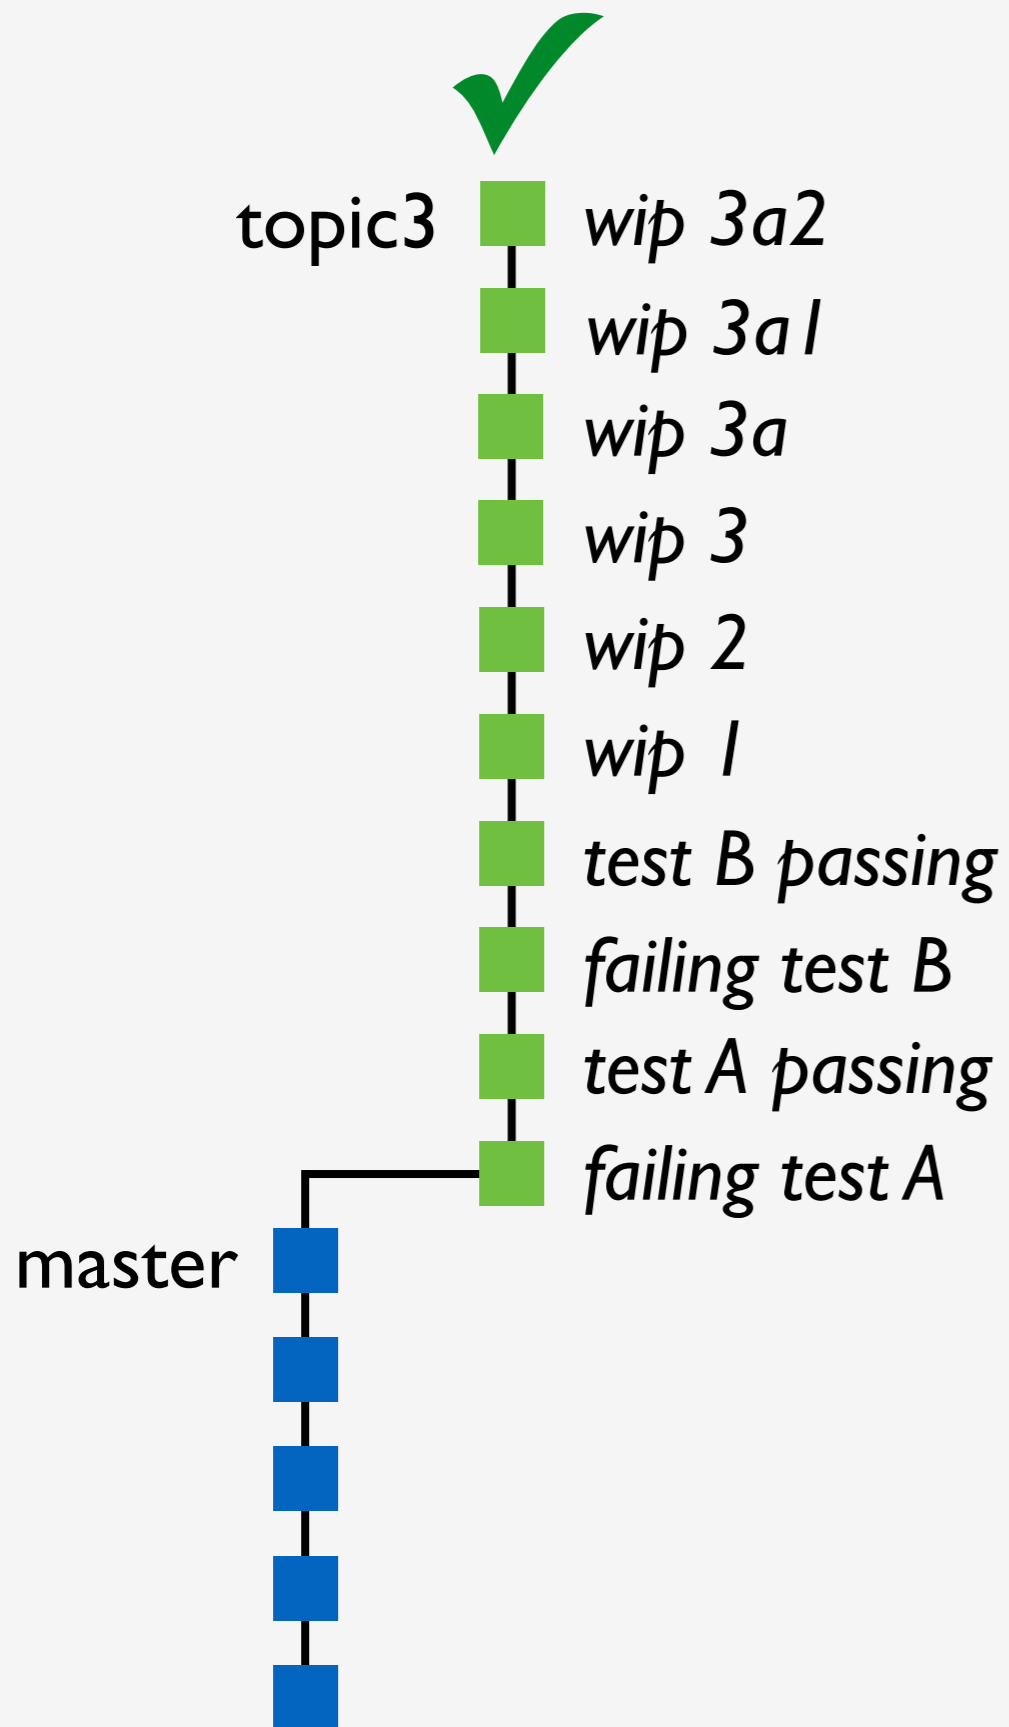 topic3 wip 3a2
wip 3a1
wip 3a
wip 3
wip 2
wip 1
test B passing
failing test B
test A passing
failing test A
master